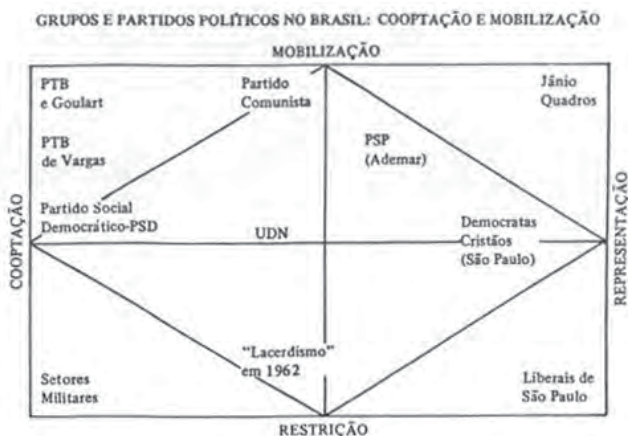 GRUPOS E PARTIDOS POLÍTICOS NO BRASIL: COOPTAÇÃO E MOBILIZAÇÃO
MOBILIZAÇÃO
PTB
e Goulart
Partido
Comunista
Jânio
Quadros
PTB
de Vargas
PSP
(Ademar)
Partido Social
Democrático-PSD
UDN
Democratas
Cristãos
(São Paulo)
COOPTAÇÃO
REPRESENTAÇÃO
"Lacerdismo"
em 1962
Setores
Militares
Liberais de
São Paulo
RESTRIÇÃO